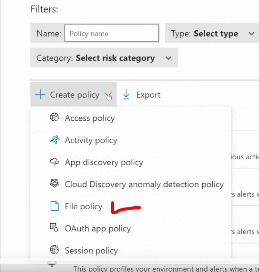 Filters:
Name: Policy name Type: Select type
Category: Select risk category
Create policy Export
Access policy
Activity policy
App discovery policy
Cloud Discovery anomaly detection policy
File policy
OAuth app policy
Session policy
This policy profiles your environment and alerts when a